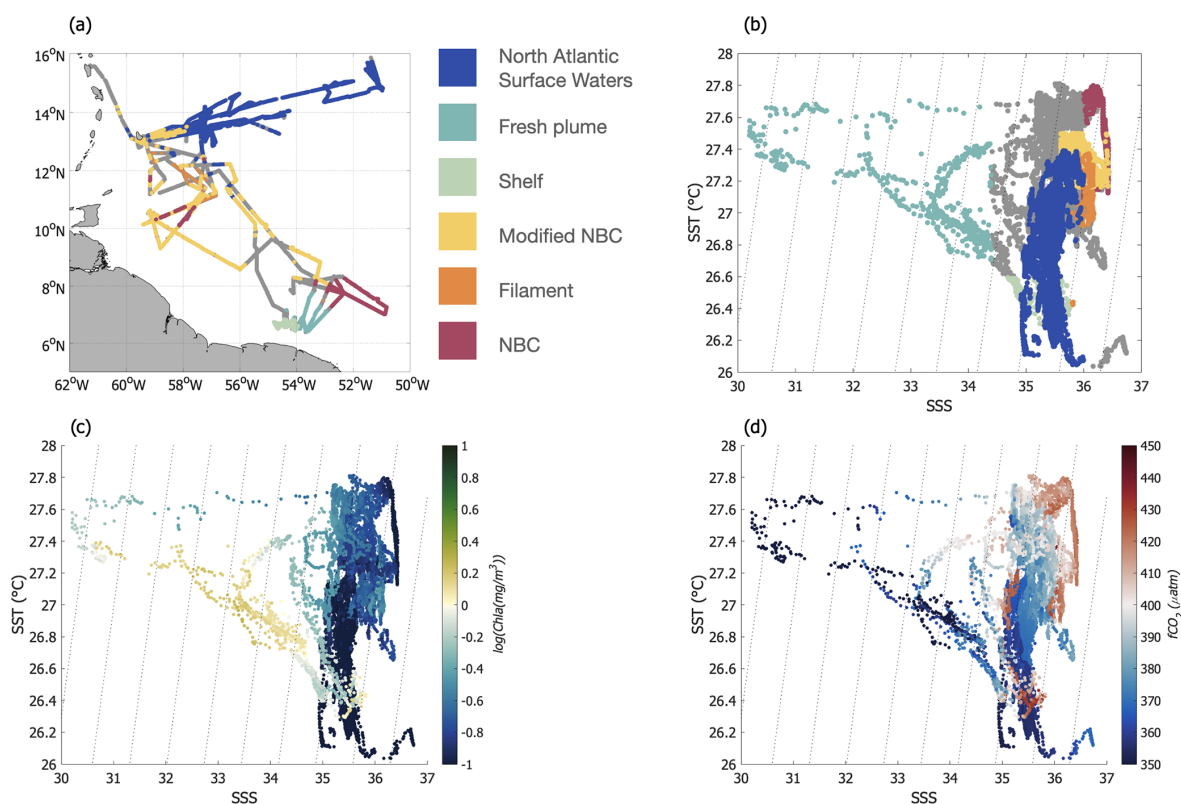 (a)
16°N
14°N
12°N
10°N
8°N
6°N
62°W 60°W 58°W 56°W 54°W 52°W 50°W
North Atlantic
Surface Waters
Fresh plume
Shelf
Modified NBC
Filament
NBC
(b)
28
27.8
27.6
27.4
27.2
27
26.8
26.6
26.4
26.2
26
SST (°C)
30 31 32 33 34 35 36 37
SSS
(c)
28
27.8
27.6
27.4
27.2
27
26.8
26.6
26.4
26.2
26
SST (°C)
30 31 32 33 34 35 36 37
SSS
1
0.8
0.6
0.4
0.2
0
-0.2
-0.4
-0.6
-0.8
-1
log(Chla(mg/m³))
(d)
28
27.8
27.6
27.4
27.2
27
26.8
26.6
26.4
26.2
26
SST (°C)
30 31 32 33 34 35 36 37
SSS
450
440
430
420
410
400
390
380
370
360
350
fCO₂ (μatm)